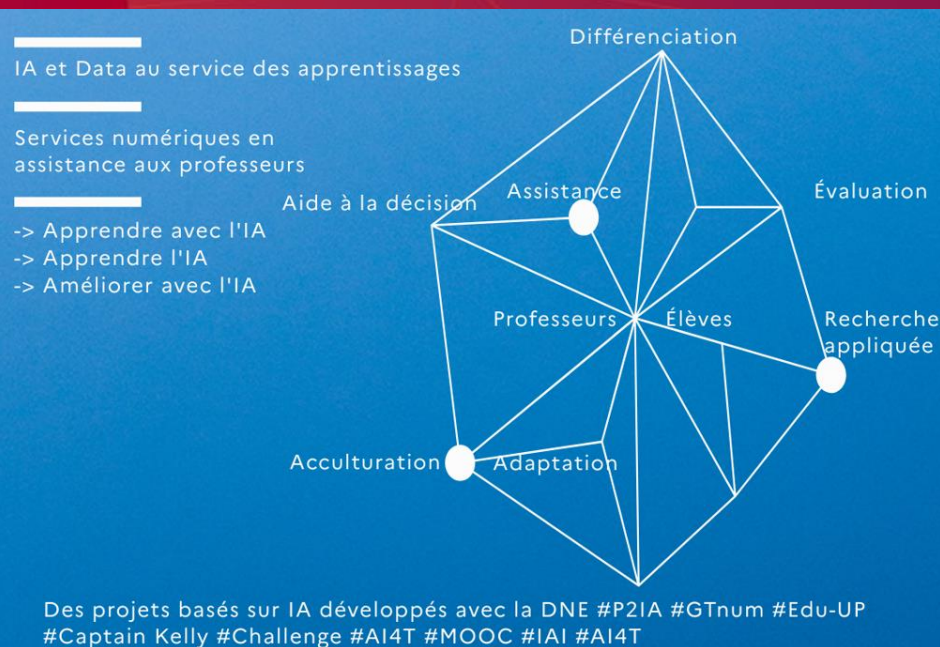 IA et Data au service des apprentissages
Services numériques en
assistance aux professeurs
-> Apprendre avec l'IA
-> Apprendre l'IA
-> Améliorer avec l'IA
Différenciation
Aide à la décision
Assistance
Évaluation
Professeurs
Élèves
Recherche
appliquée
Acculturation
Adaptation
Des projets basés sur IA développés avec la DNE #P2IA #GTnum #Edu-UP
#Captain Kelly #Challenge #AI4T #MOOC #IAI #AI4T